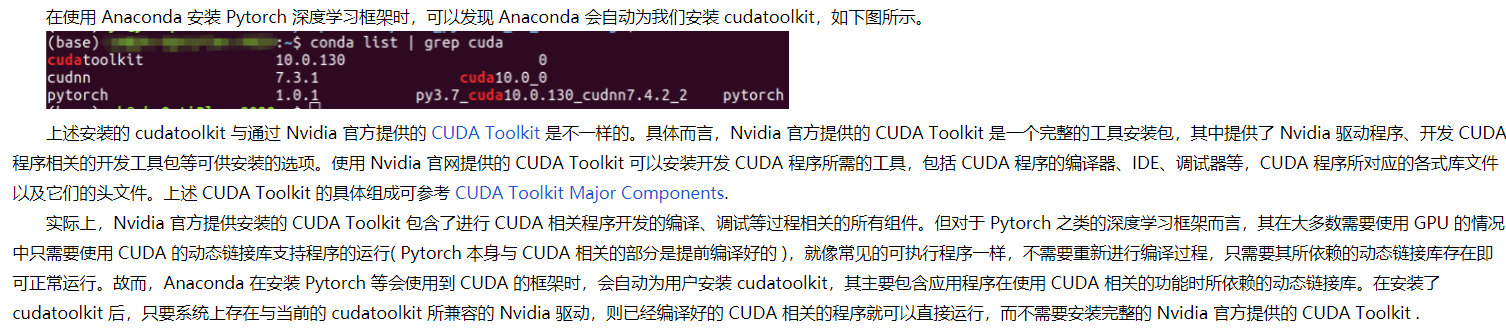 在使用 Anaconda 安装 Pytorch 深度学习框架时，可以发现 Anaconda 会自动为我们安装 cudatoolkit，如下图所示。
(base) :~$ conda list | grep cuda
cudatoolkit 10.0.130 0
cudnn 7.3.1 cuda10.0_0
pytorch 1.0.1 py3.7_cuda10.0.130_cudnn7.4.2_2 pytorch
上述安装的 cudatoolkit 与通过 Nvidia 官方提供的 CUDA Toolkit 是不一样的。具体而言，Nvidia 官方提供的 CUDA Toolkit 是一个完整的工具安装包，其中提供了 Nvidia 驱动程序、开发 CUDA
程序相关的开发工具包等可供安装的选项。使用 Nvidia 官网提供的 CUDA Toolkit 可以安装开发 CUDA 程序所需的工具，包括 CUDA 程序的编译器、IDE、调试器等，CUDA 程序所对应的各式库文件
以及它们的头文件。上述 CUDA Toolkit 的具体组成可参考 CUDA Toolkit Major Components.
实际上，Nvidia 官方提供安装的 CUDA Toolkit 包含了进行 CUDA 相关程序开发的编译、调试等过程相关的所有组件。但对于 Pytorch 之类的深度学习框架而言，其在大多数需要使用 GPU 的情况
中只需要使用 CUDA 的动态链接库支持程序的运行( Pytorch 本身与 CUDA 相关的部分是提前编译好的 )，就像常见的可执行程序一样，不需要重新进行编译过程，只需要其所依赖的动态链接库存在即
可正常运行。故而，Anaconda 在安装 Pytorch 等会使用到 CUDA 的框架时，会自动为用户安装 cudatoolkit，其主要包含应用程序在使用 CUDA 相关的功能时所依赖的动态链接库。在安装了
cudatoolkit 后，只要系统上存在与当前的 cudatoolkit 所兼容的 Nvidia 驱动，则已经编译好的 CUDA 相关的程序就可以直接运行，而不需要安装完整的 Nvidia 官方提供的 CUDA Toolkit .